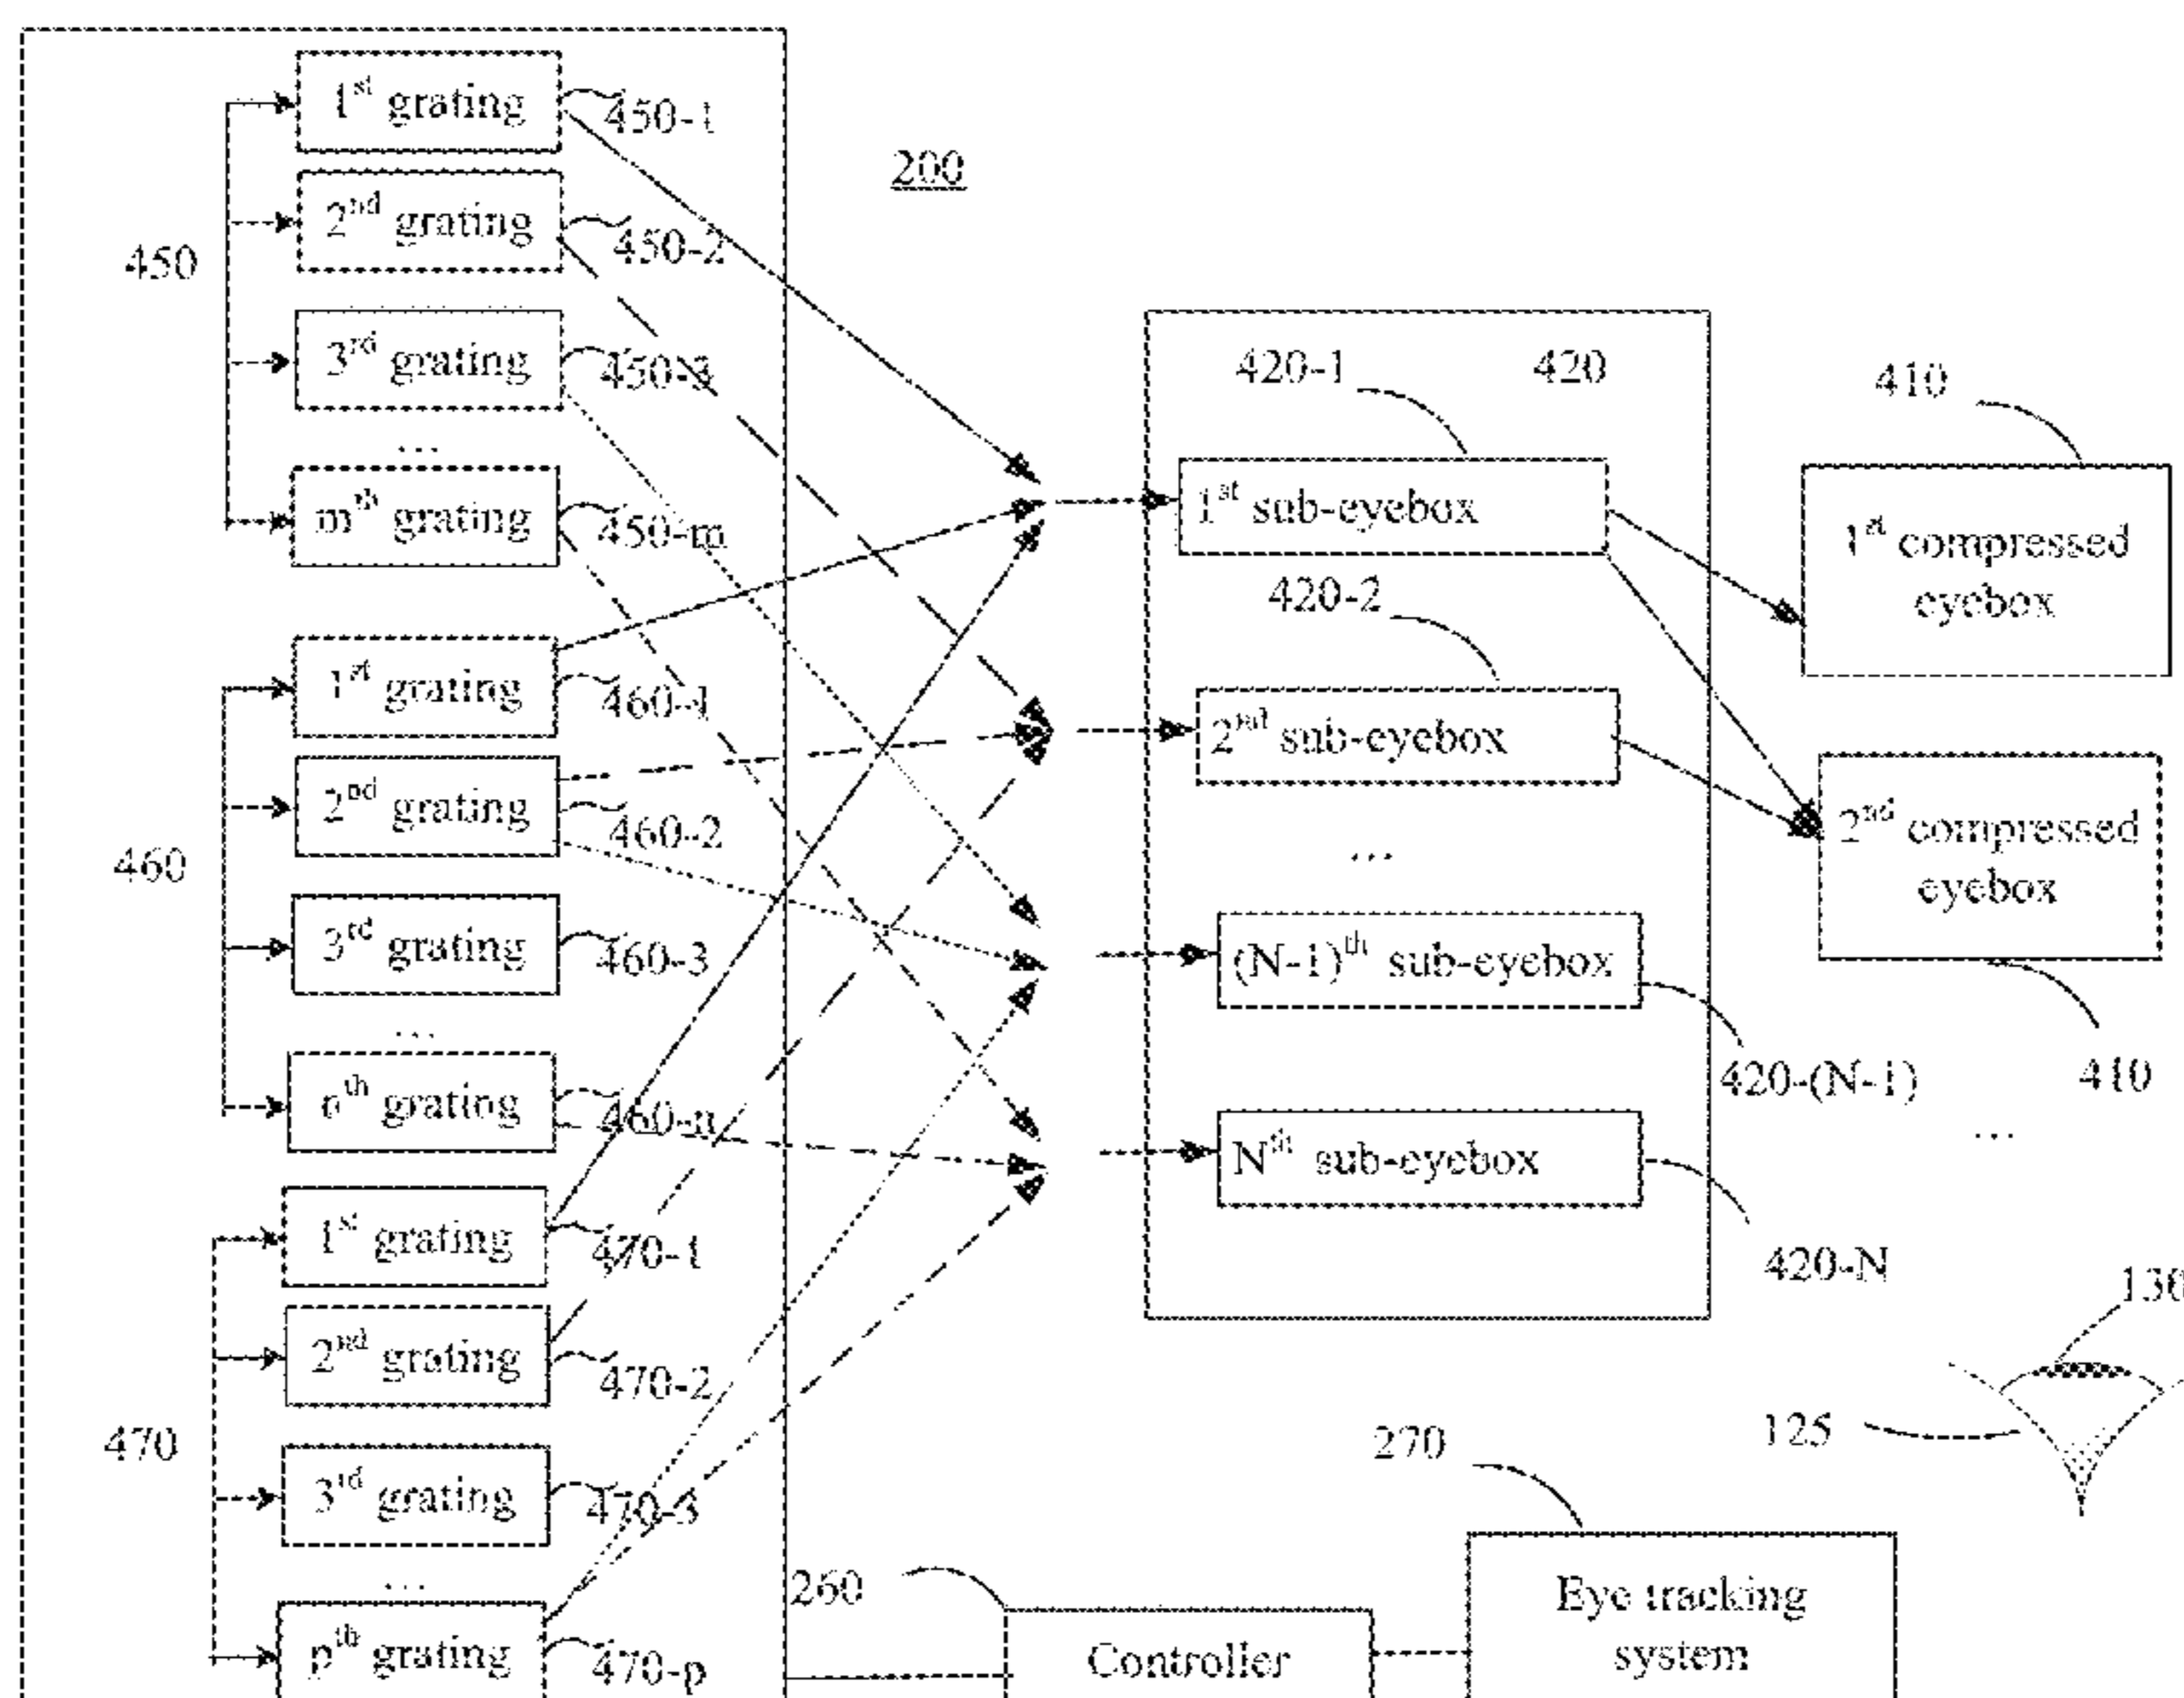 1st grating
450-1
200
2nd grating
450-2
450
3rd grating
450-3
...
mth grating
450-m
420-1
420
410
1st sub-eyebox
1st compressed
eyebox
420-2
1st grating
460-1
2nd sub-eyebox
2nd grating
460-2
460
...
2nd compressed
eyebox
3rd grating
460-3
...
(N-1)th sub-eyebox
420-(N-1)
410
...
nth grating
460-n
Nth sub-eyebox
420-N
1st grating
470-1
2nd grating
470-2
470
3rd grating
470-3
...
pth grating
470-p
130
125
270
260
Controller
Eye tracking
system